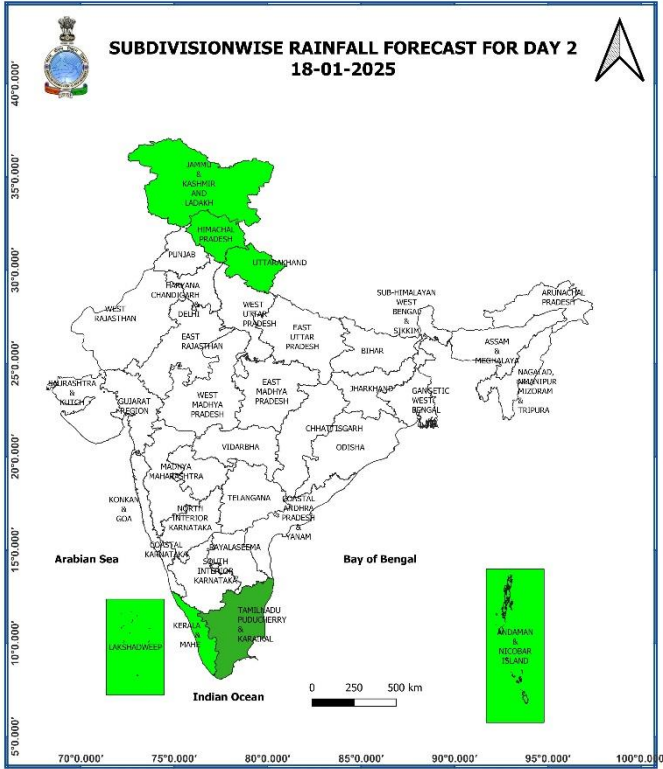 SUBDIVISIONWISE RAINFALL FORECAST FOR DAY 2
18-01-2025
40°0.000'
35°0.000'
30°0.000'
25°0.000'
20°0.000'
15°0.000'
10°0.000'
5°0.000'
JAMMU
&
KASHMIR
AND
LADAKH
HIMACHAL
PRADESH
PUNJAB
UTTARAKHAND
HARYANA
CHANDIGARH
DELHI
WEST
RAJASTHAN
EAST
RAJASTHAN
WEST
UTTAR
PRADESH
EAST
UTTAR
PRADESH
SUB-HIMALAYAN
WEST
BENGAL
&
SIKKIM
ARUNACHAL
PRADESH
ASSAM
&
MEGHALAYA
BIHAR
MANIPUR
MIZORAM
&
TRIPURA
SAURASHTRA
&
KUTCH
GUJARAT
REGION
WEST
MADHYA
PRADESH
EAST
MADHYA
PRADESH
JHARKHAND
GANGETIC
WEST
BENGAL
CHHATTISGARH
ODISHA
VIDARBHA
MADHYA
MAHARASHTRA
KONKAN
&
GOA
TELANGANA
COASTAL
ANDHRA
PRADESH
&
YANAM
NORTH
INTERIOR
KARNATAKA
COASTAL
KARNATAKA
RAYALASEEMA
SOUTH
INTERIOR
KARNATAKA
Arabian Sea
Bay of Bengal
LAKSHADWEEP
KERALA
&
MAHE
PUDUCHERRY
&
KARAIKAL
ANDAMAN
&
NICOBAR
ISLAND
Indian Ocean
0 250 500 km
70°0.000' 75°0.000' 80°0.000' 85°0.000' 90°0.000' 95°0.000' 100°0.000'